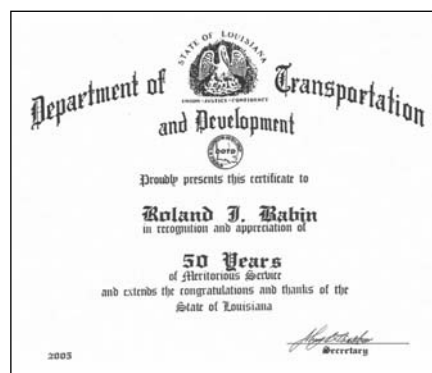 STATE OF LOUISIANA
UNION · JUSTICE · CONFIDENCE
Department of Transportation
and Development
DOTD
Proudly presents this certificate to
Roland J. Babin
in recognition and appreciation of
50 Years
of Meritorious Service
and extends the congratulations and thanks of the
State of Louisiana
2005
Secretary